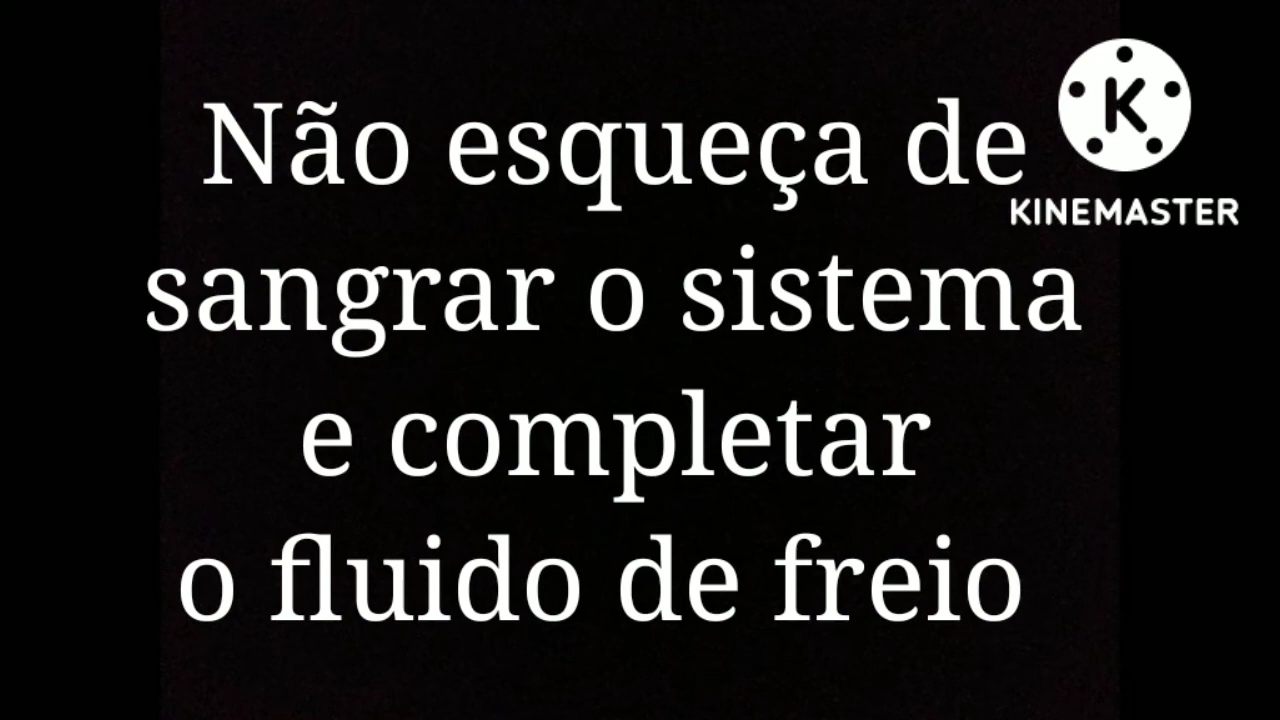 Não esqueça de
KINEMASTER
sangrar o sistema
e completar
o fluido de freio